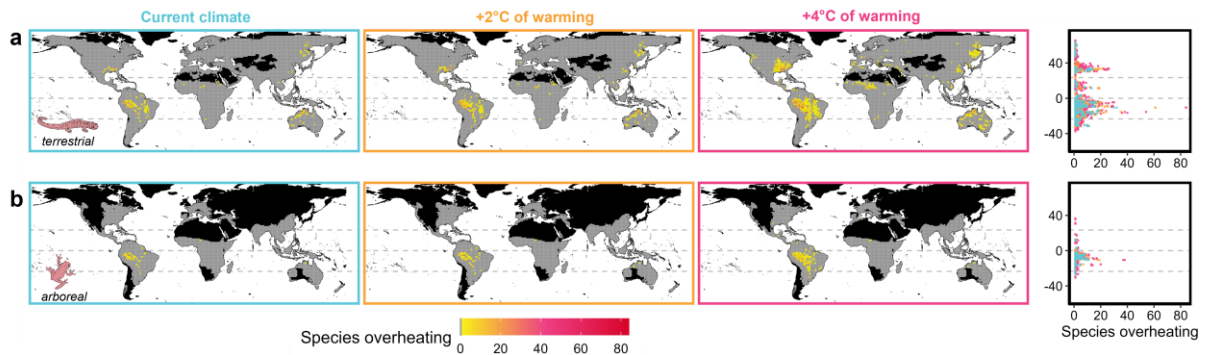 Current climate
+2°C of warming
+4°C of warming
a
terrestrial
40
0
-40
0 20 40 60 80
b
arboreal
40
0
-40
0 20 40 60 80
Species overheating
Species overheating
0 20 40 60 80